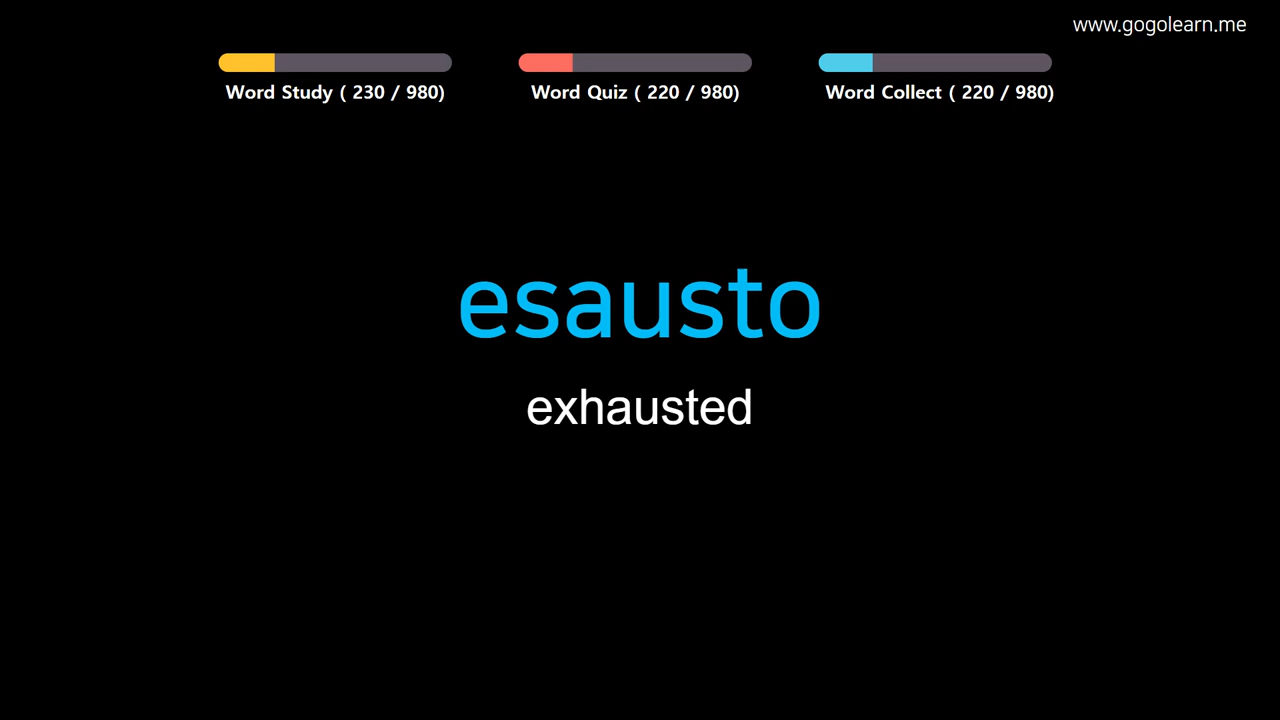 www.gogolearn.me
Word Study ( 230 / 980)
Word Quiz ( 220 / 980)
Word Collect ( 220 / 980)
esausto
exhausted